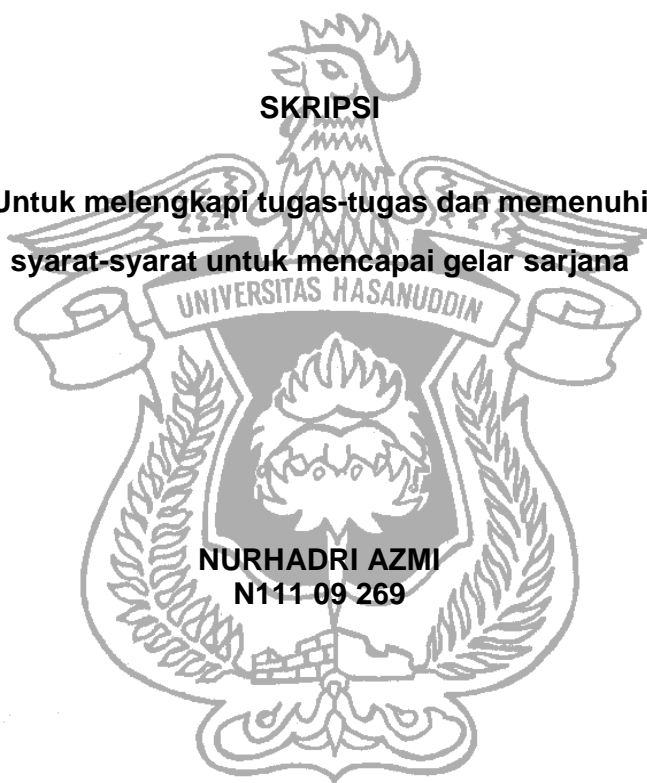 SKRIPSI
Untuk melengkapi tugas-tugas dan memenuhi
syarat-syarat untuk mencapai gelar sarjana
UNIVERSITAS HASANUDDIN
NURHADRI AZMI
N111 09 269